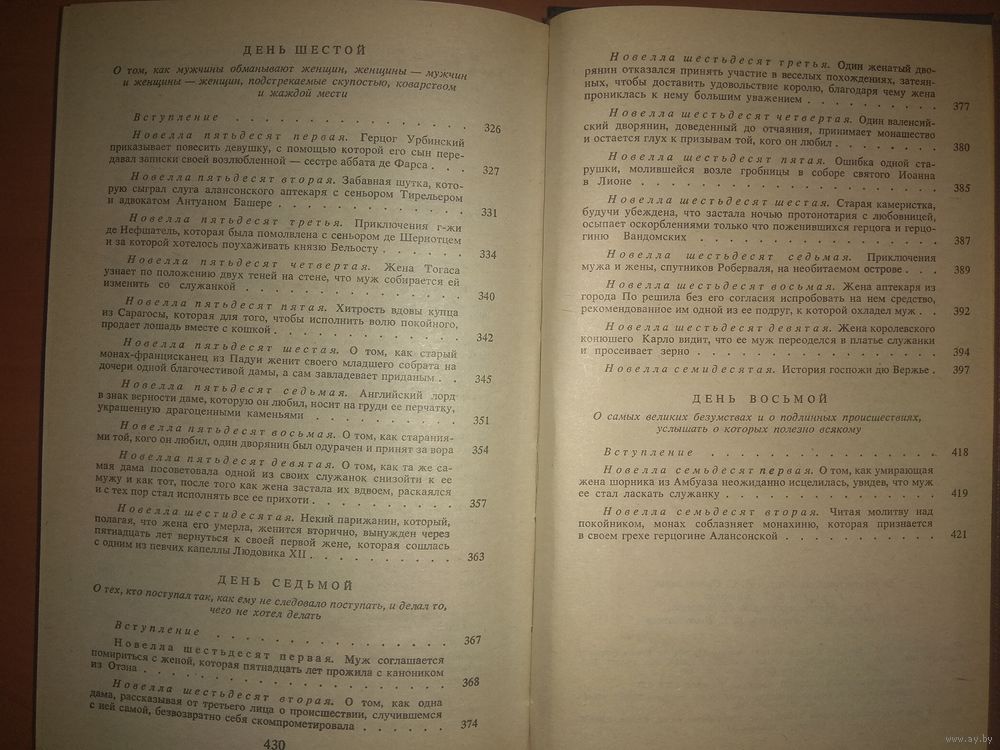 ДЕНЬ ШЕСТОЙ
О том, как мужчины обманывают женщин, женщины — мужчин
и женщины — женщин, подстрекаемые скупостью, коварством
и жаждой мести
Вступление . . . . . . . . . . . . . 326
Новелла пятьдесят первая. Герцог Урбинский
приказывает повесить девушку, с помощью которой его сын пере-
давал записки своей возлюбленной — сестре аббата де Фарса . . . 327
Новелла пятьдесят вторая. Забавная шутка, кото-
рую сыграл слуга алансонского аптекаря с сеньором Тирельером
и адвокатом Антуаном Башере . . . . . . . . . . 331
Новелла пятьдесят третья. Приключения г-жи
де Нефшатель, которая была помолвлена с сеньором де Шериотцем
и за которой хотелось поухаживать князю Бельосту . . . . . 334
Новелла пятьдесят четвертая. Жена Тогаса
узнает по положению двух теней на стене, что муж собирается ей
изменить со служанкой . . . . . . . . . . . . 340
Новелла пятьдесят пятая. Хитрость вдовы купца
из Сарагосы, которая для того, чтобы исполнить волю покойного,
продает лошадь вместе с кошкой . . . . . . . . . . 342
Новелла пятьдесят шестая. О том, как старый
монах-францисканец из Падуи женит своего младшего собрата на
дочери одной благочестивой дамы, а сам завладевает приданым . . 345
Новелла пятьдесят седьмая. Английский лорд
в знак верности даме, которую он любил, носит на груди ее перчатку,
украшенную драгоценными каменьями . . . . . . . . 351
Новелла пятьдесят восьмая. О том, как старания-
ми той, кого он любил, один дворянин был одурачен и принят за вора 354
Новелла пятьдесят девятая. О том, как та же са-
мая дама посоветовала одной из своих служанок снизойти к ее
мужу и как тот, после того как жена застала их вдвоем, раскаялся
и с тех пор стал исполнять все ее прихоти . . . . . . . . 357
Новелла шестидесятая. Некий парижанин, который,
полагая, что жена его умерла, женится вторично, вынужден через
пятнадцать лет вернуться к своей первой жене, которая сошлась
с одним из певчих капеллы Людовика XII . . . . . . . . 363
ДЕНЬ СЕДЬМОЙ
О тех, кто поступал так, как ему не следовало поступать, и делал то,
чего не хотел делать
Вступление . . . . . . . . . . . . . 367
Новелла шестьдесят первая. Муж соглашается
помириться с женой, которая пятнадцать лет прожила с каноником
из Отэна . . . . . . . . . . . . . . . 368
Новелла шестьдесят вторая. О том, как одна
дама, рассказывая от третьего лица о происшествии, случившемся
с ней самой, безвозвратно себя скомпрометировала . . . . . 374
430
Новелла шестьдесят третья. Один женатый дво-
рянин отказался принять участие в веселых похождениях, затеян-
ных, чтобы доставить удовольствие королю, благодаря чему жена
прониклась к нему большим уважением . . . . . . . . 377
Новелла шестьдесят четвертая. Один валенсий-
ский дворянин, доведенный до отчаяния, принимает монашество
и остается глух к призывам той, кого он любил . . . . . . 380
Новелла шестьдесят пятая. Ошибка одной ста-
рушки, молившейся возле гробницы в соборе святого Иоанна
в Лионе . . . . . . . . . . . . . . . 385
Новелла шестьдесят шестая. Старая камеристка,
будучи убеждена, что застала ночью протонотария с любовницей,
осыпает оскорблениями только что поженившихся герцога и герцо-
гиню Вандомских . . . . . . . . . . . . . 387
Новелла шестьдесят седьмая. Приключения
мужа и жены, спутников Роберваля, на необитаемом острове . . . 389
Новелла шестьдесят восьмая. Жена аптекаря из
города По решила без его согласия испробовать на нем средство,
рекомендованное им одной из ее подруг, к которой охладел муж . . 392
Новелла шестьдесят девятая. Жена королевского
конюшего Карло видит, что ее муж переоделся в платье служанки
и просеивает зерно . . . . . . . . . . . . . 394
Новелла семидесятая. История госпожи дю Вержье . 397
ДЕНЬ ВОСЬМОЙ
О самых великих безумствах и о подлинных происшествиях,
услышать о которых полезно всякому
Вступление . . . . . . . . . . . . . 418
Новелла семьдесят первая. О том, как умирающая
жена шорника из Амбуаза неожиданно исцелилась, увидев, что муж
ее стал ласкать служанку . . . . . . . . . . . 419
Новелла семьдесят вторая. Читая молитву над
покойником, монах соблазняет монахиню, которая признается
в своем грехе герцогине Алансонской . . . . . . . . 421
www.ay.by